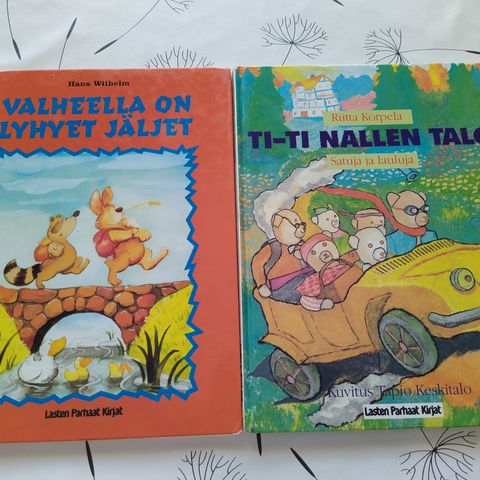 Hans Wilhelm
VALHEELLA ON
LYHYET JÄLJET
Lasten Parhaat Kirjat
Riitta Korpela
TI-TI NALLEN TALO
Satuja ja lauluja
Kuvitus Tapio Keskitalo
Lasten Parhaat Kirjat